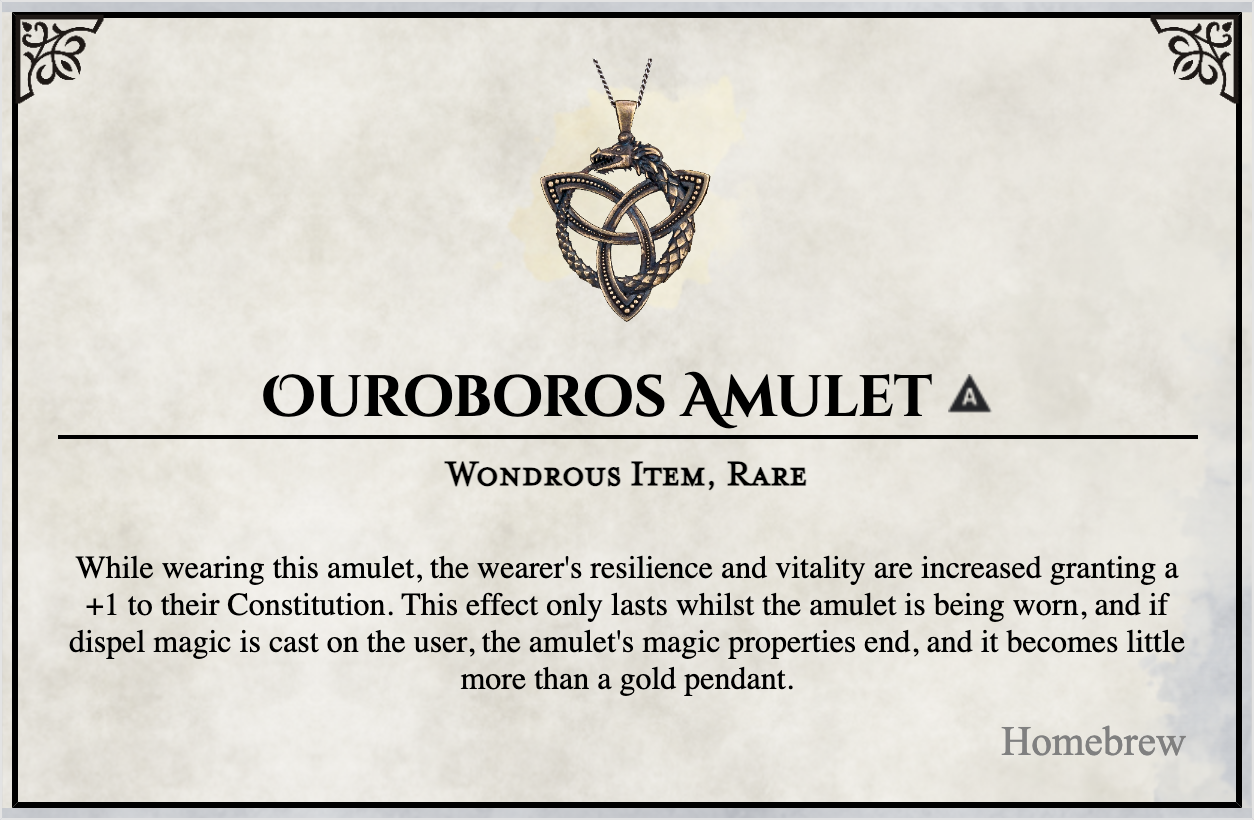 Ouroboros Amulet A
Wondrous Item, Rare
While wearing this amulet, the wearer's resilience and vitality are increased granting a
+1 to their Constitution. This effect only lasts whilst the amulet is being worn, and if
dispel magic is cast on the user, the amulet's magic properties end, and it becomes little
more than a gold pendant.
Homebrew